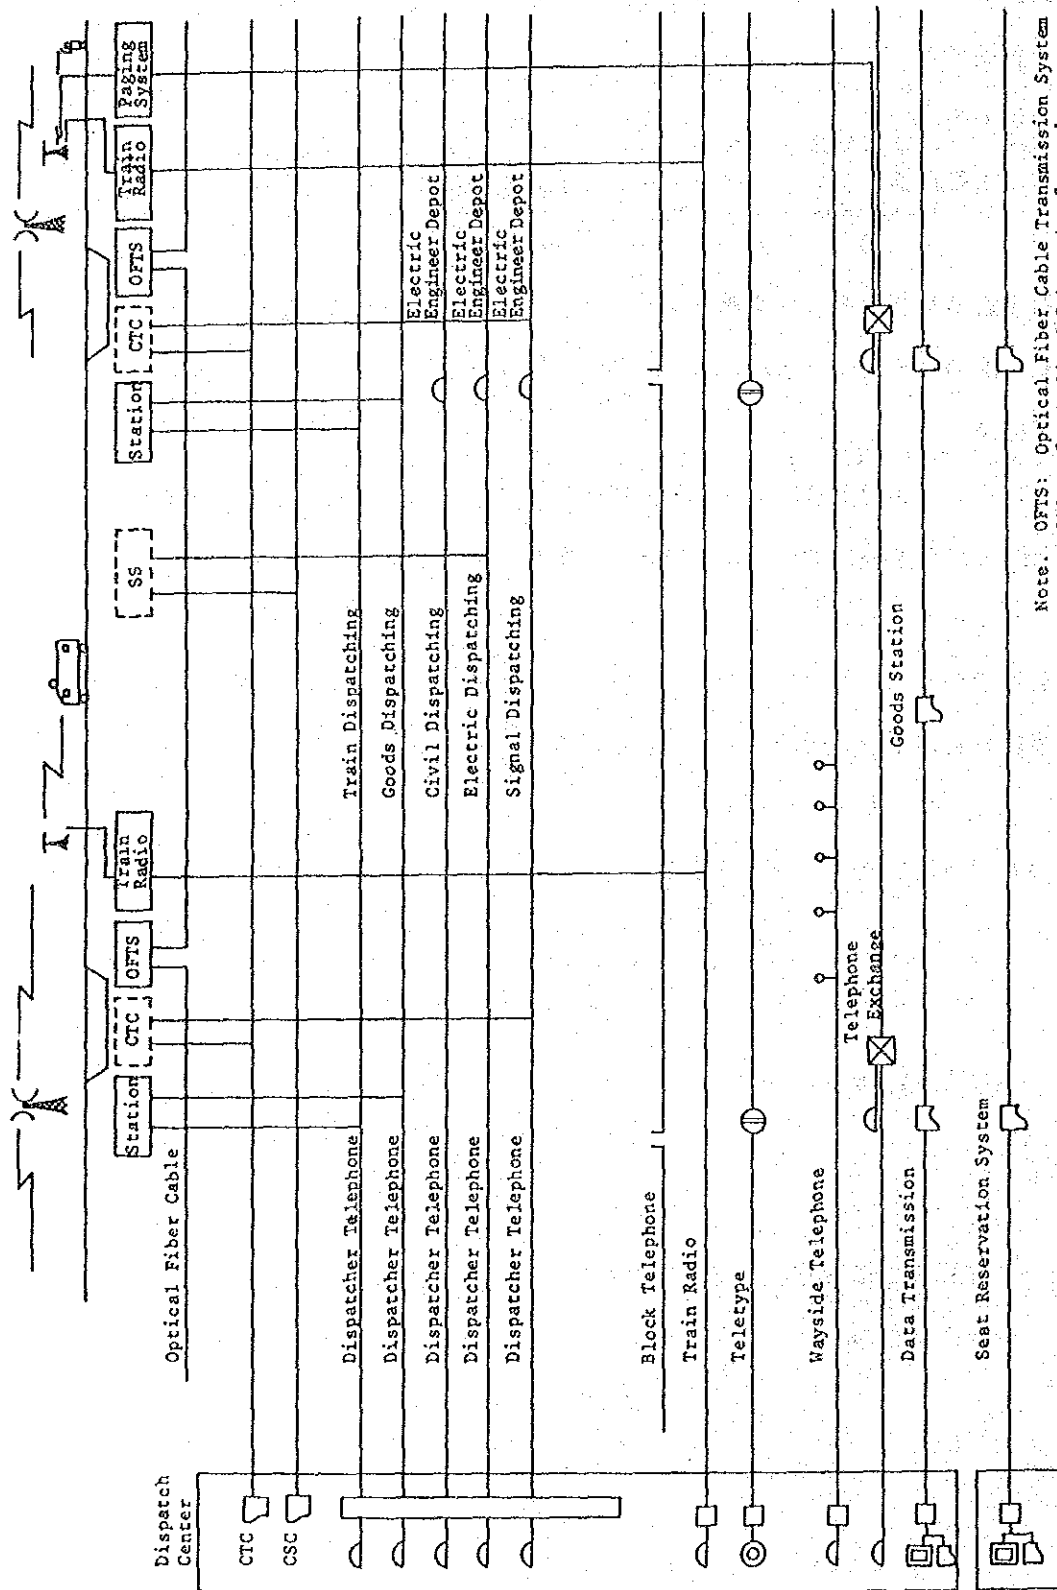 Train
Radio
Paging
System
Station
CTC
OFTS
Train
Radio
SS
Station
CTC
OFTS
Optical Fiber Cable
Dispatch
Center
CTC
CSC
Dispatcher Telephone
Train Dispatching
Dispatcher Telephone
Goods Dispatching
Dispatcher Telephone
Civil Dispatching
Electric
Engineer Depot
Dispatcher Telephone
Electric Dispatching
Electric
Engineer Depot
Dispatcher Telephone
Signal Dispatching
Electric
Engineer Depot
Block Telephone
Train Radio
Teletype
Wayside Telephone
Telephone
Exchange
Goods Station
Data Transmission
Seat Reservation System
Note. OFTS: Optical Fiber Cable Transmission System